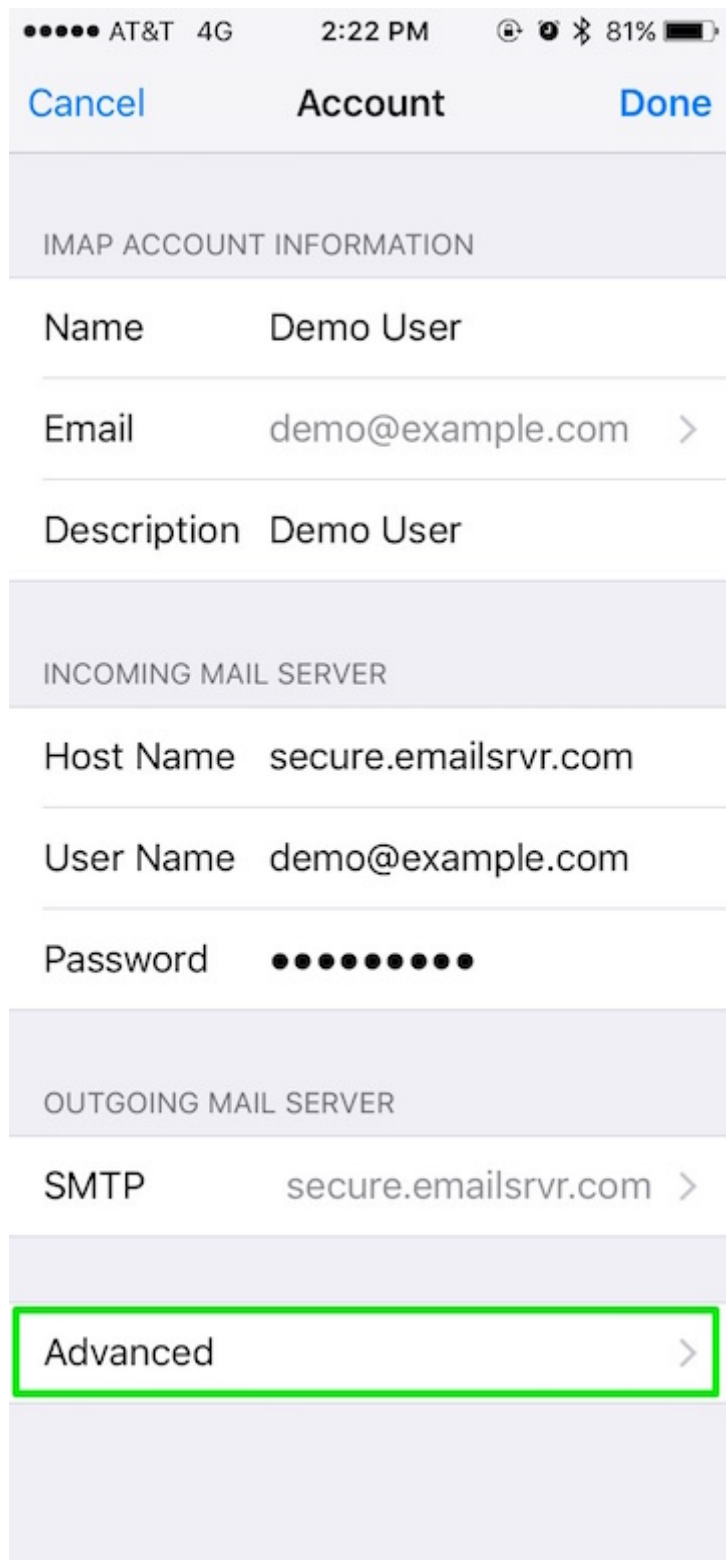 ●●●●● AT&T 4G 2:22 PM 81%
Cancel Account Done
IMAP ACCOUNT INFORMATION
Name Demo User
Email demo@example.com >
Description Demo User
INCOMING MAIL SERVER
Host Name secure.emailsrvr.com
User Name demo@example.com
Password ●●●●●●●●●
OUTGOING MAIL SERVER
SMTP secure.emailsrvr.com >
Advanced >